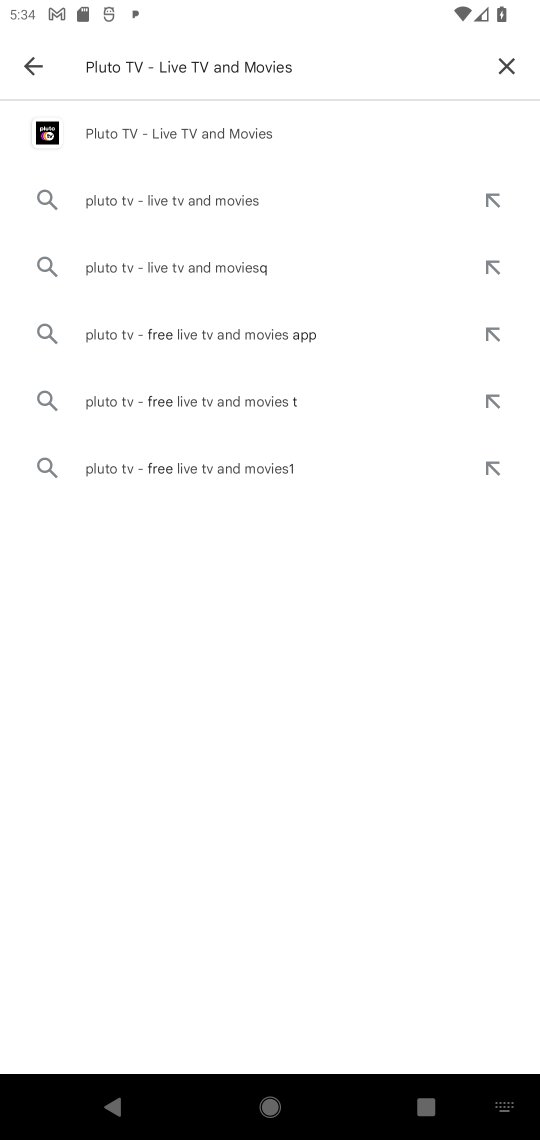 5:34
Pluto TV - Live TV and Movies
pluto tv
Pluto TV - Live TV and Movies
pluto tv - live tv and movies
pluto tv - live tv and moviesq
pluto tv - free live tv and movies app
pluto tv - free live tv and movies t
pluto tv - free live tv and movies1